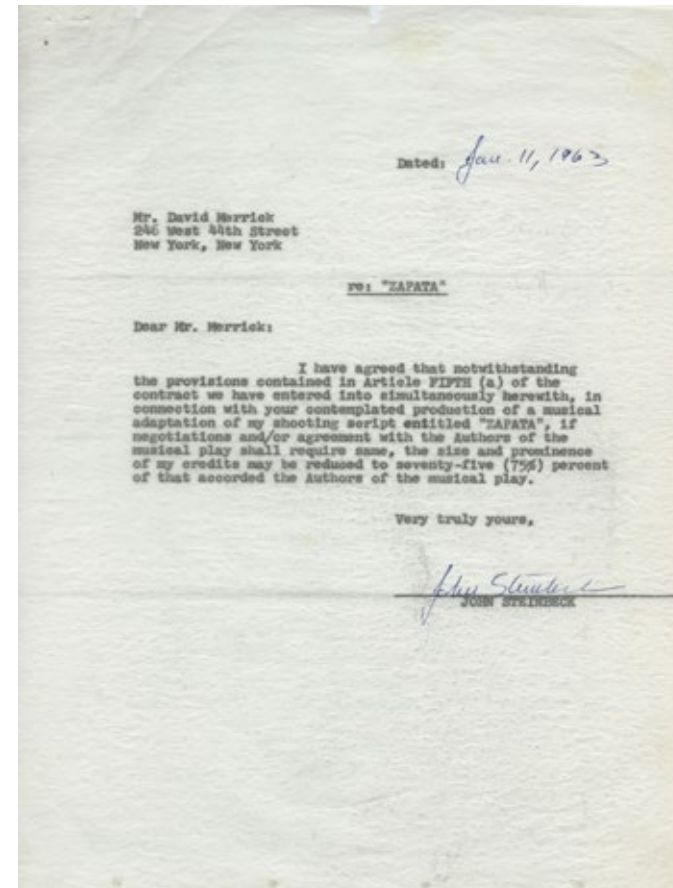 Dated: Jan. 11, 1963
Mr. David Merrick
246 West 44th Street
New York, New York
re: "ZAPATA"
Dear Mr. Merrick:
I have agreed that notwithstanding
the provisions contained in Article FIFTH (a) of the
contract we have entered into simultaneously herewith, in
connection with your contemplated production of a musical
adaptation of my shooting script entitled "ZAPATA", if
negotiations and/or agreement with the Authors of the
musical play shall require same, the size and prominence
of my credits may be reduced to seventy-five (75%) percent
of that accorded the Authors of the musical play.
Very truly yours,
John Steinbeck
JOHN STEINBECK